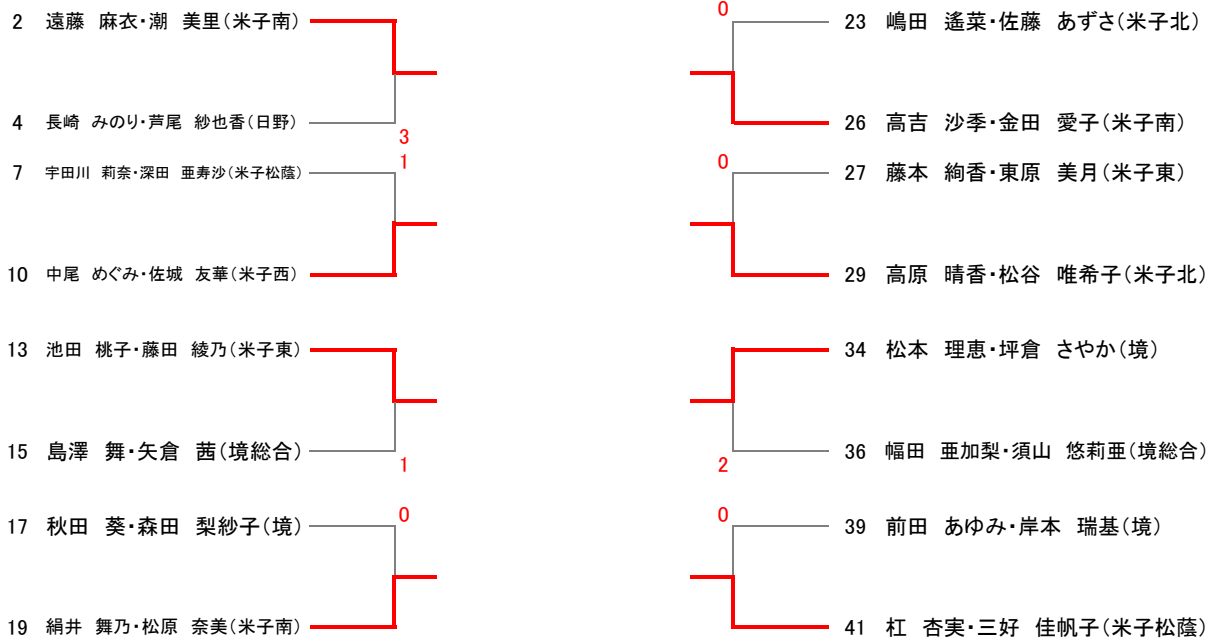 2 遠藤 麻衣・潮 美里(米子南)
4 長崎 みのり・芦尾 紗也香(日野)
3
1
7 宇田川 莉奈・深田 亜寿沙(米子松蔭)
10 中尾 めぐみ・佐城 友華(米子西)
13 池田 桃子・藤田 綾乃(米子東)
15 島澤 舞・矢倉 茜(境総合)
1
0
17 秋田 葵・森田 梨紗子(境)
19 絹井 舞乃・松原 奈美(米子南)
0
23 嶋田 遙菜・佐藤 あずさ(米子北)
26 高吉 沙季・金田 愛子(米子南)
0
27 藤本 絢香・東原 美月(米子東)
29 高原 晴香・松谷 唯希子(米子北)
34 松本 理恵・坪倉 さやか(境)
36 幅田 亜加梨・須山 悠莉亜(境総合)
2
0
39 前田 あゆみ・岸本 瑞基(境)
41 杠 杏実・三好 佳帆子(米子松蔭)